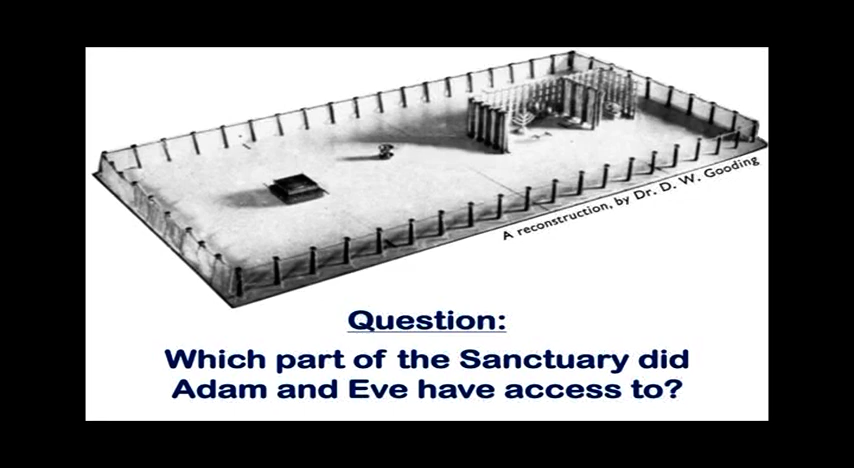 A reconstruction, by Dr. D. W. Gooding
Question:
Which part of the Sanctuary did
Adam and Eve have access to?